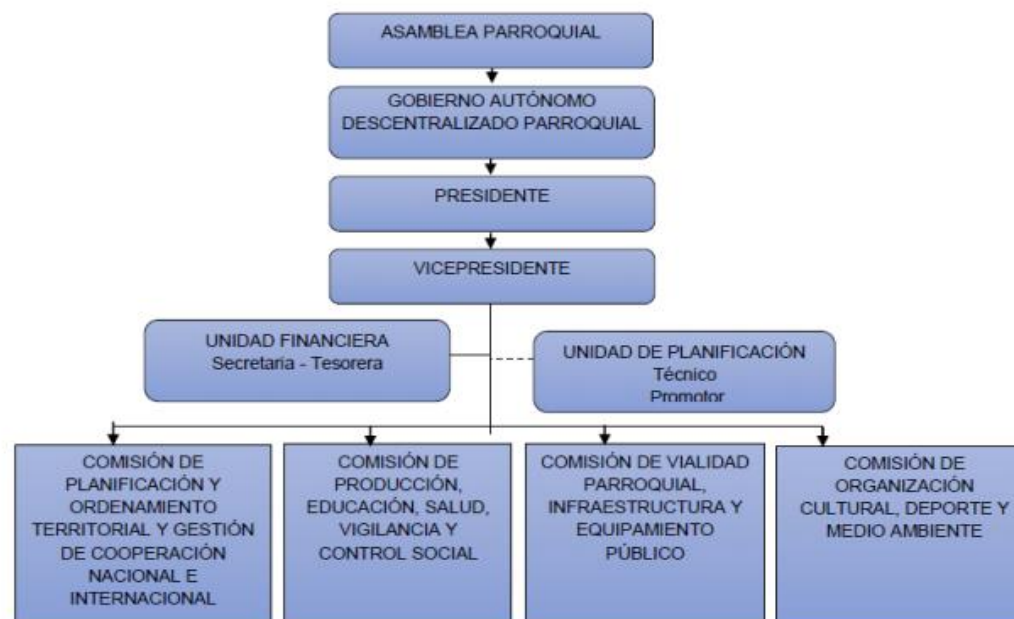 ASAMBLEA PARROQUIAL
GOBIERNO AUTÓNOMO
DESCENTRALIZADO PARROQUIAL
PRESIDENTE
VICEPRESIDENTE
UNIDAD FINANCIERA
Secretaria - Tesorera
UNIDAD DE PLANIFICACIÓN
Técnico
Promotor
COMISIÓN DE
PLANIFICACIÓN Y
ORDENAMIENTO
TERRITORIAL Y GESTIÓN
DE COOPERACIÓN
NACIONAL E
INTERNACIONAL
COMISIÓN DE
PRODUCCIÓN,
EDUCACIÓN, SALUD,
VIGILANCIA Y
CONTROL SOCIAL
COMISIÓN DE VIALIDAD
PARROQUIAL,
INFRAESTRUCTURA Y
EQUIPAMIENTO
PÚBLICO
COMISIÓN DE
ORGANIZACIÓN
CULTURAL, DEPORTE Y
MEDIO AMBIENTE